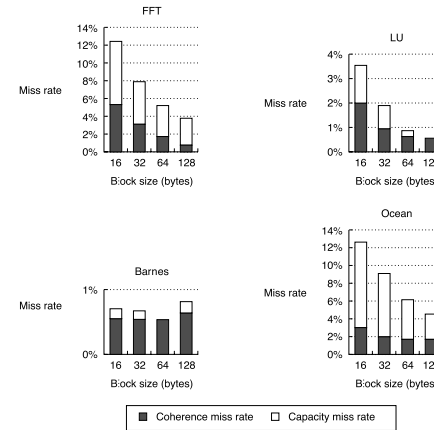 FFT
14%
12%
10%
8%
6%
4%
2%
0%
Miss rate
16 32 64 128
Block size (bytes)
LU
4%
3%
2%
1%
0%
Miss rate
16 32 64
Block size (bytes
Barnes
1%
0%
Miss rate
16 32 64 128
Block size (bytes)
Ocean
14%
12%
10%
8%
6%
4%
2%
0%
Miss rate
16 32 64
Block size (bytes
Coherence miss rate Capacity miss rate